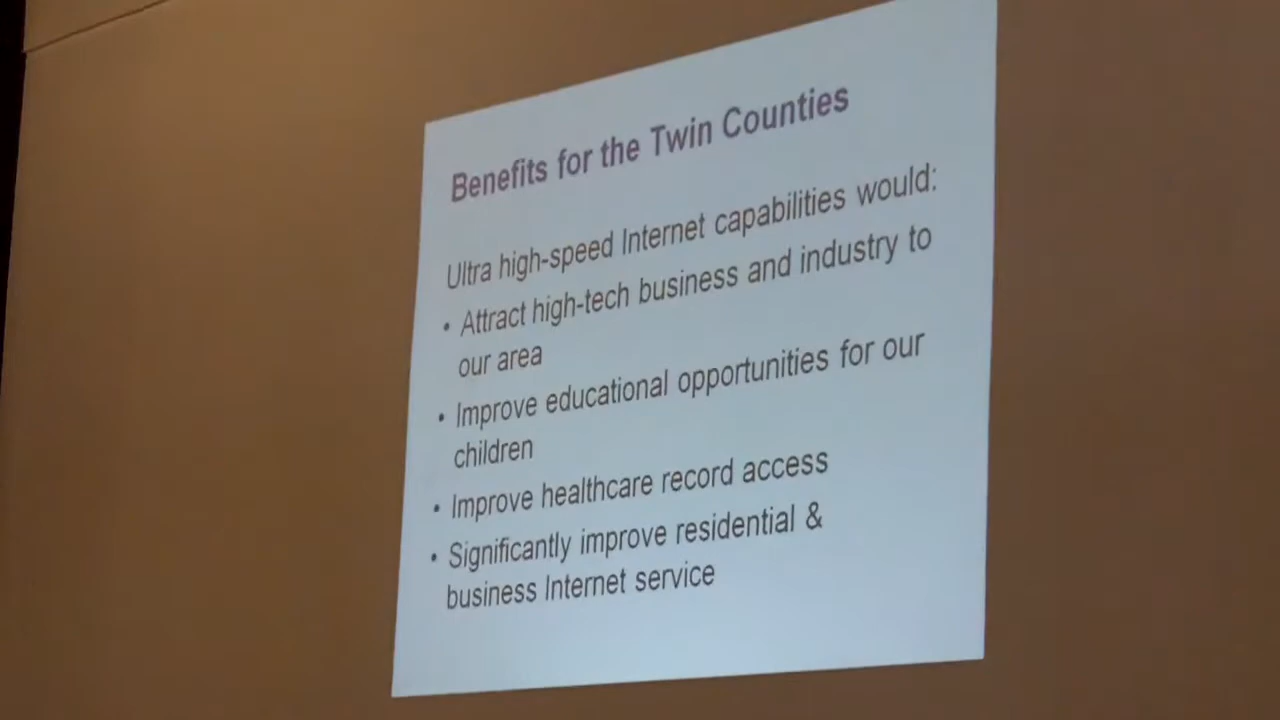 Benefits for the Twin Counties
Ultra high-speed Internet capabilities would:
• Attract high-tech business and industry to
our area
• Improve educational opportunities for our
children
• Improve healthcare record access
• Significantly improve residential &
business Internet service